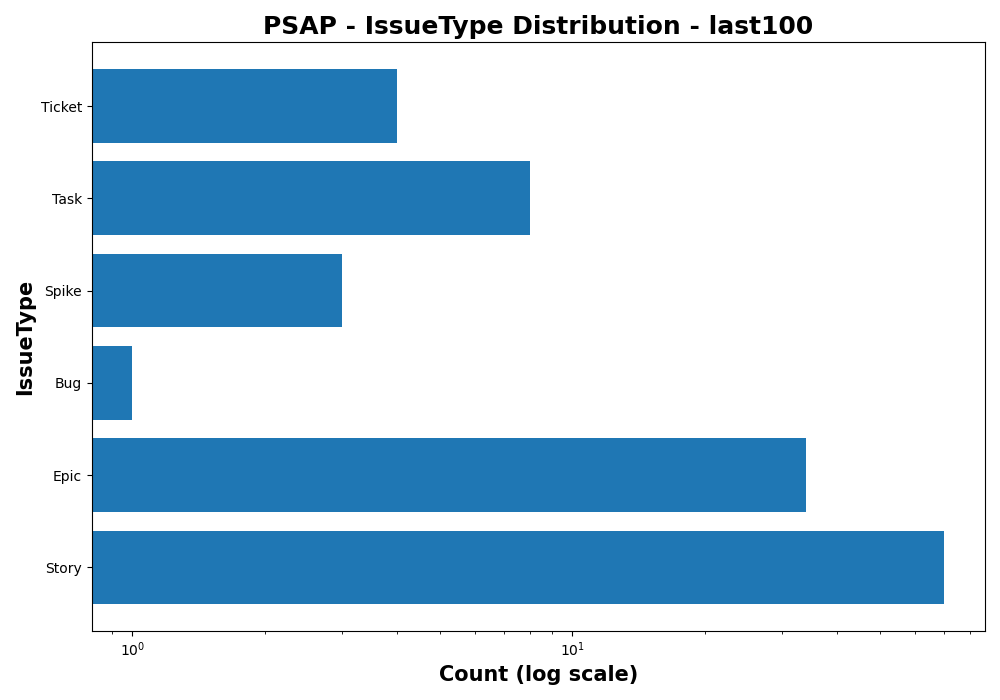 PSAP - IssueType Distribution - last100
Ticket
Task
Spike
Bug
Epic
Story
IssueType
10⁰
10¹
Count (log scale)